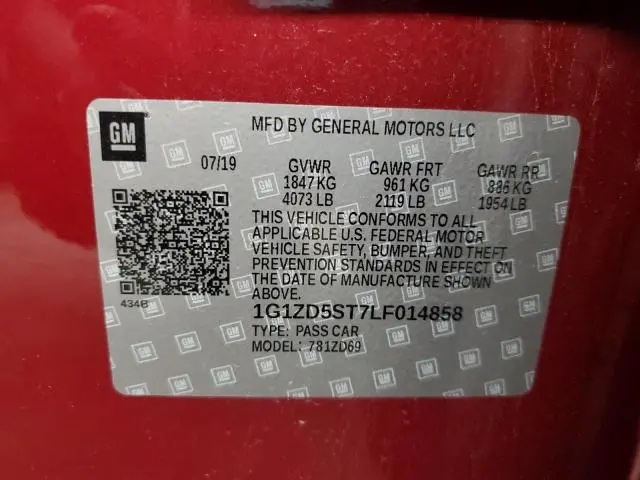 GM
MFD BY GENERAL MOTORS LLC
07/19 GVWR GAWR FRT GAWR RR
1847 KG 961 KG 886 KG
4073 LB 2119 LB 1954 LB
THIS VEHICLE CONFORMS TO ALL
APPLICABLE U.S. FEDERAL MOTOR
VEHICLE SAFETY, BUMPER, AND THEFT
PREVENTION STANDARDS IN EFFECT ON
THE DATE OF MANUFACTURE SHOWN
ABOVE.
434B
1G1ZD5ST7LF014858
TYPE: PASS CAR
MODEL: 781ZD69